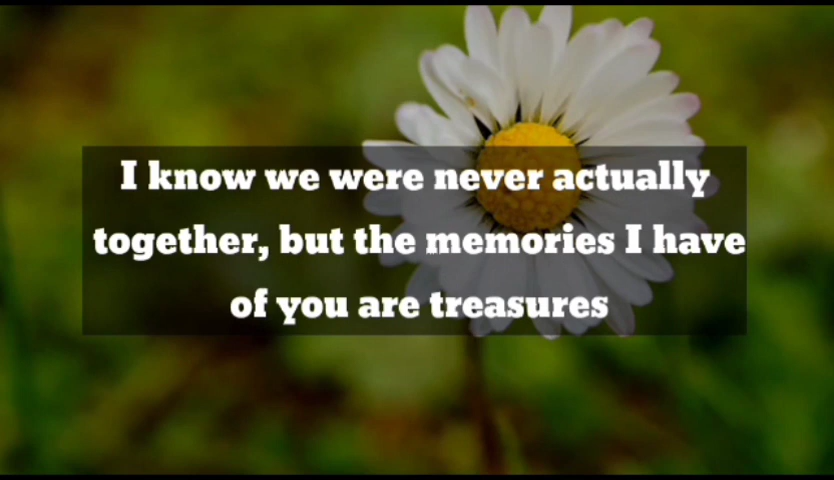 I know we were never actually
together, but the memories I have
of you are treasures